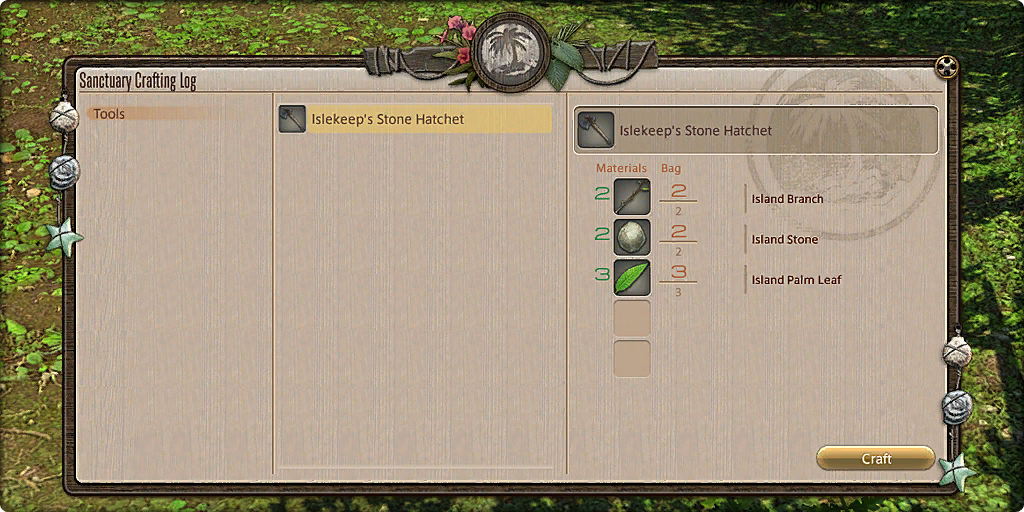 Sanctuary Crafting Log
Tools
Islekeep's Stone Hatchet
Islekeep's Stone Hatchet
Materials Bag
2 2 Island Branch
2
2 2 Island Stone
2
3 3 Island Palm Leaf
3
Craft